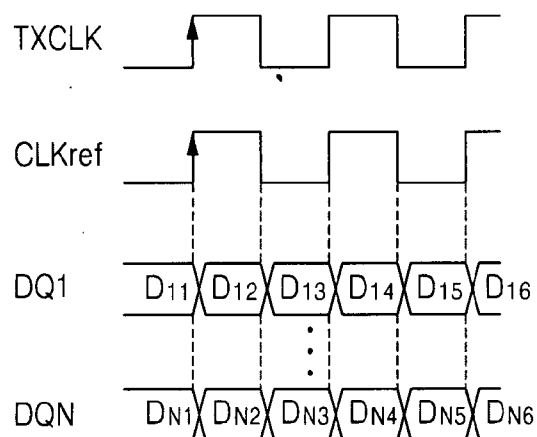 TXCLK
CLKref
DQ1 D11 D12 D13 D14 D15 D16
DQN DN1 DN2 DN3 DN4 DN5 DN6